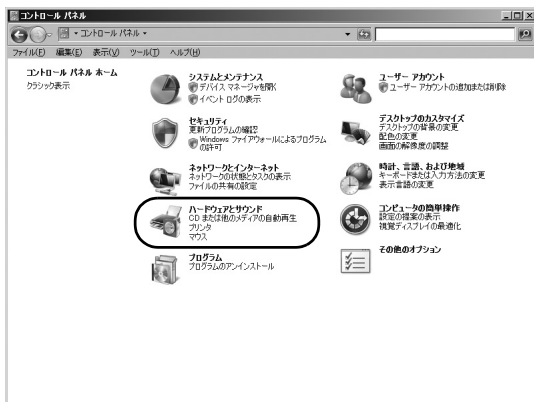 コントロール パネル
コントロール パネル
ファイル(F) 編集(E) 表示(V) ツール(T) ヘルプ(H)
コントロール パネル ホーム
クラシック表示
システムとメンテナンス
デバイス マネージャを開く
イベント ログの表示
セキュリティ
更新プログラムの確認
Windows ファイアウォールによるプログラム
の許可
ネットワークとインターネット
ネットワークの状態とタスクの表示
ファイルの共有の設定
ハードウェアとサウンド
CD または他のメディアの自動再生
プリンタ
マウス
プログラム
プログラムのアンインストール
ユーザー アカウント
ユーザー アカウントの追加または削除
デスクトップのカスタマイズ
デスクトップの背景の変更
配色の変更
画面の解像度の調整
時計、言語、および地域
キーボードまたは入力方法の変更
表示言語の変更
コンピュータの簡単操作
設定の提案の表示
視覚ディスプレイの最適化
その他のオプション